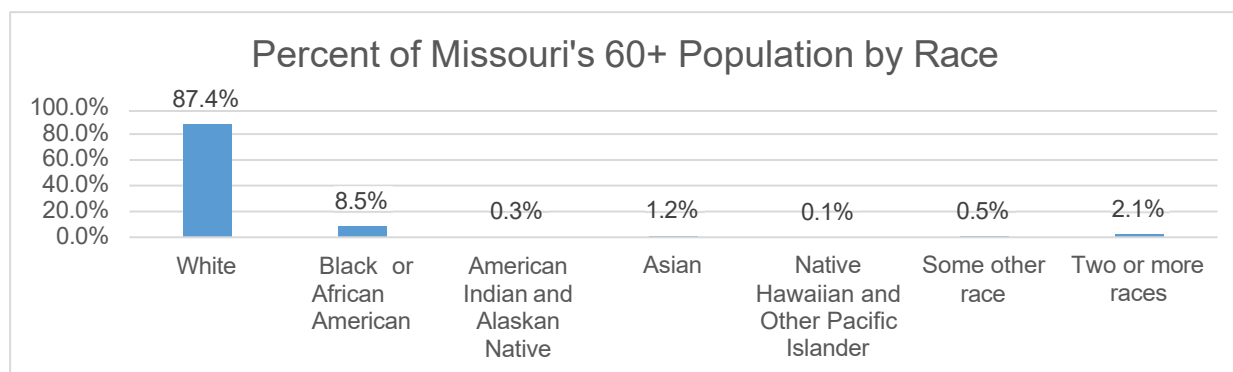 Percent of Missouri's 60+ Population by Race
100.0%
80.0%
60.0%
40.0%
20.0%
0.0%
87.4%
8.5%
0.3%
1.2%
0.1%
0.5%
2.1%
White
Black or
African
American
American
Indian and
Alaskan
Native
Asian
Native
Hawaiian and
Other Pacific
Islander
Some other
race
Two or more
races